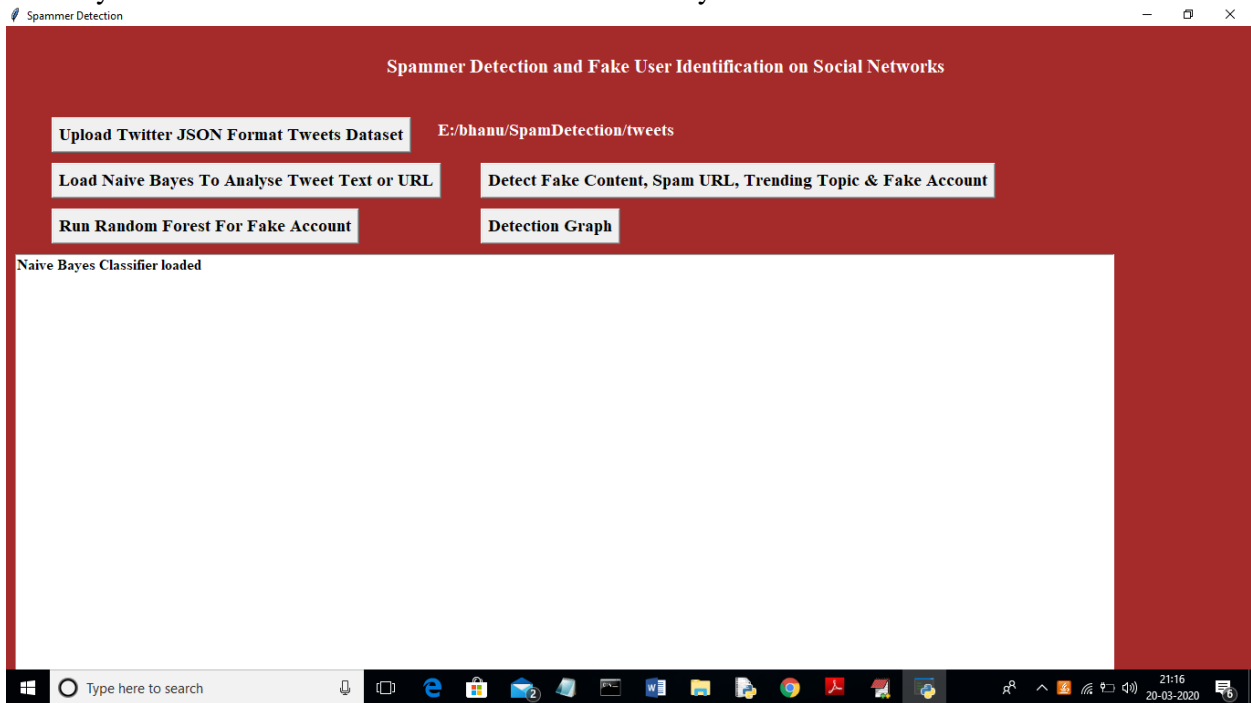 Spammer Detection
Spammer Detection and Fake User Identification on Social Networks
Upload Twitter JSON Format Tweets Dataset
E:/bhanu/SpamDetection/tweets
Load Naive Bayes To Analyse Tweet Text or URL
Detect Fake Content, Spam URL, Trending Topic & Fake Account
Run Random Forest For Fake Account
Detection Graph
Naive Bayes Classifier loaded
Type here to search
2
21:16
20-03-2020
6